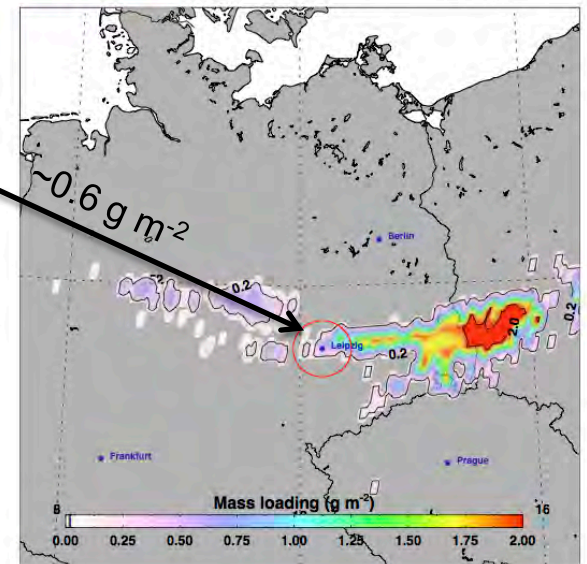 ~0.6 g m-2
Berlin
0.2
0.2
2.0
1
Leipzig
0.2
Frankfurt
Prague
Mass loading (g m-2)
8
16
0.00 0.25 0.50 0.75 1.00 1.25 1.50 1.75 2.00